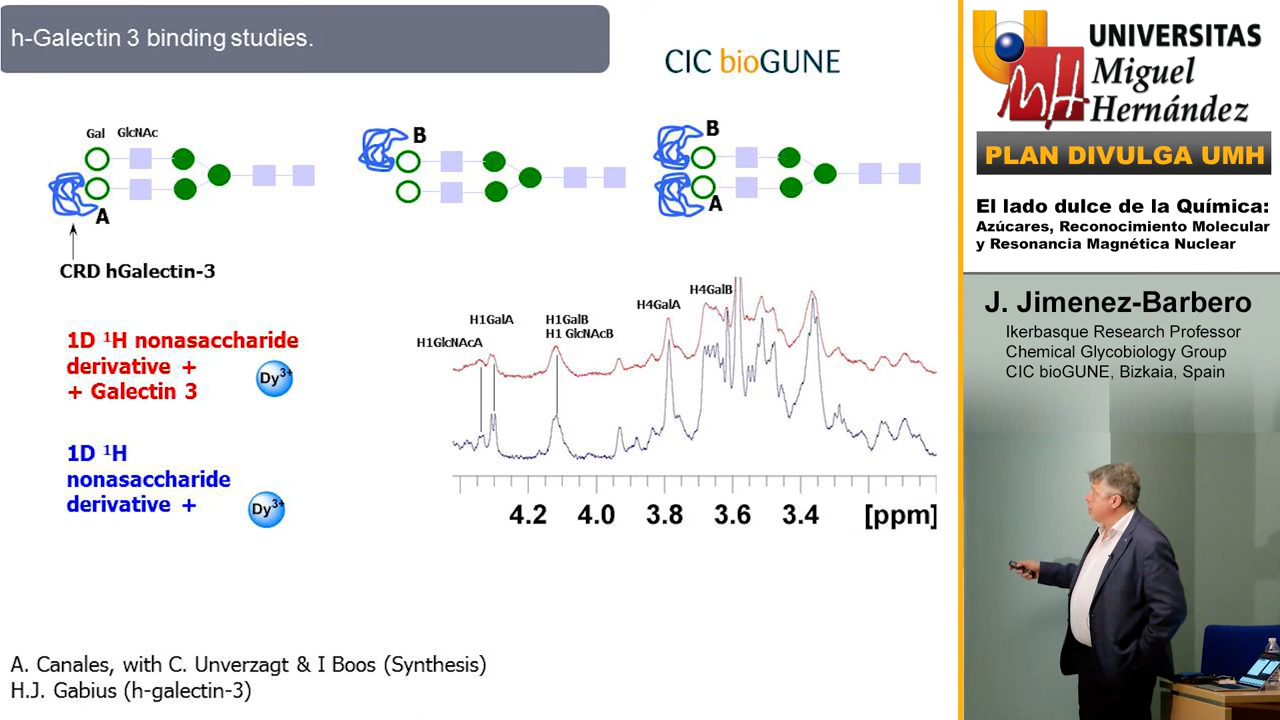 h-Galectin 3 binding studies.
CIC bioGUNE
Gal GlcNAc
A
CRD hGalectin-3
B
B
A
1D ¹H nonasaccharide
derivative +
+ Galectin 3
Dy³⁺
1D ¹H
nonasaccharide
derivative +
Dy³⁺
H1GlcNAcA
H1GalA
H1GalB
H1 GlcNAcB
H4GalA
H4GalB
4.2 4.0 3.8 3.6 3.4 [ppm]
A. Canales, with C. Unverzagt & I Boos (Synthesis)
H.J. Gabius (h-galectin-3)
UNIVERSITAS
Miguel
Hernández
PLAN DIVULGA UMH
El lado dulce de la Química:
Azúcares, Reconocimiento Molecular
y Resonancia Magnética Nuclear
J. Jimenez-Barbero
Ikerbasque Research Professor
Chemical Glycobiology Group
CIC bioGUNE, Bizkaia, Spain